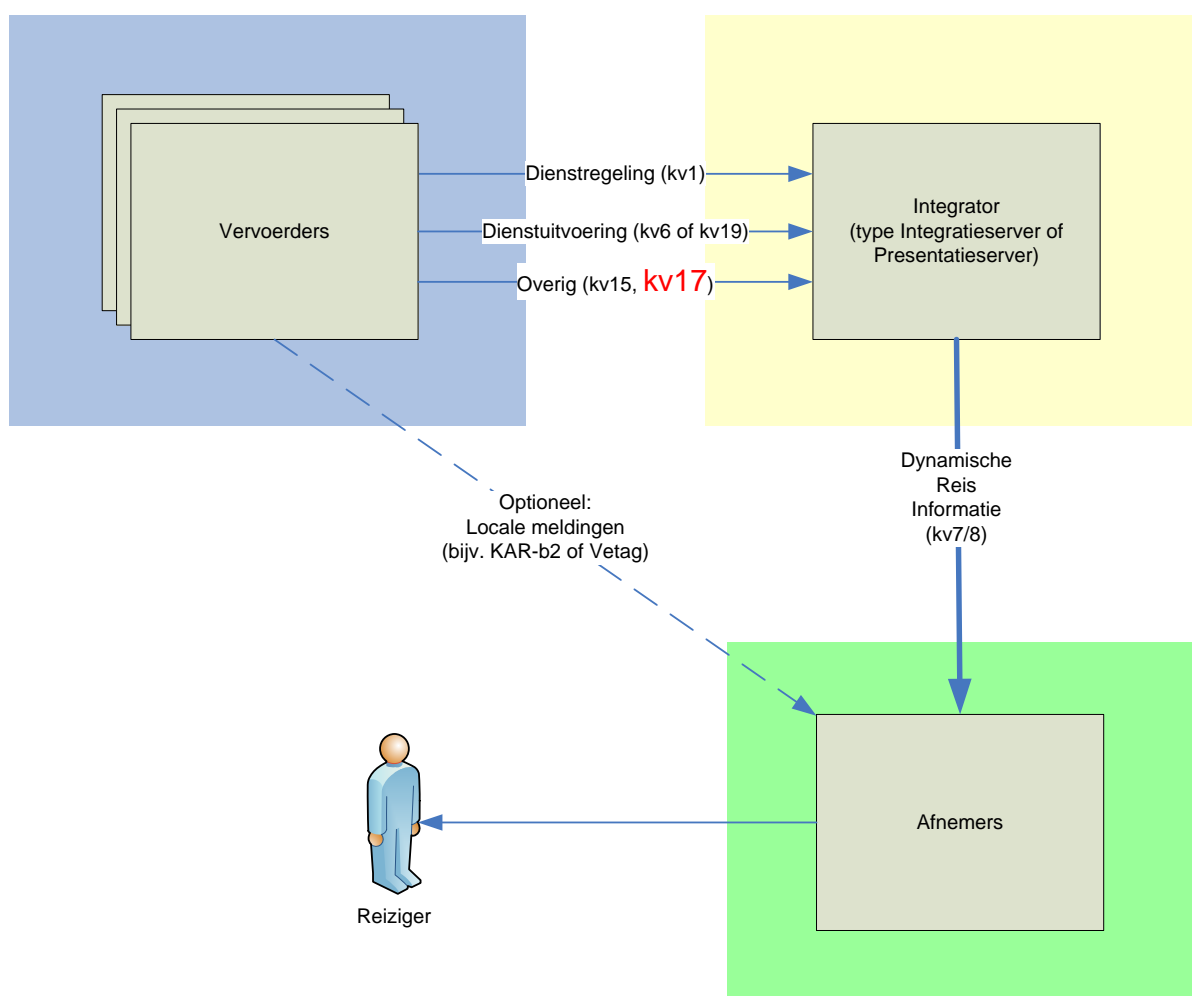 Vervoerders
Dienstregeling (kv1)
Dienstuitvoering (kv6 of kv19)
Overig (kv15, kv17)
Integrator
(type Integratieserver of
Presentatieserver)
Optioneel:
Locale meldingen
(bijv. KAR-b2 of Vetag)
Dynamische
Reis
Informatie
(kv7/8)
Afnemers
Reiziger